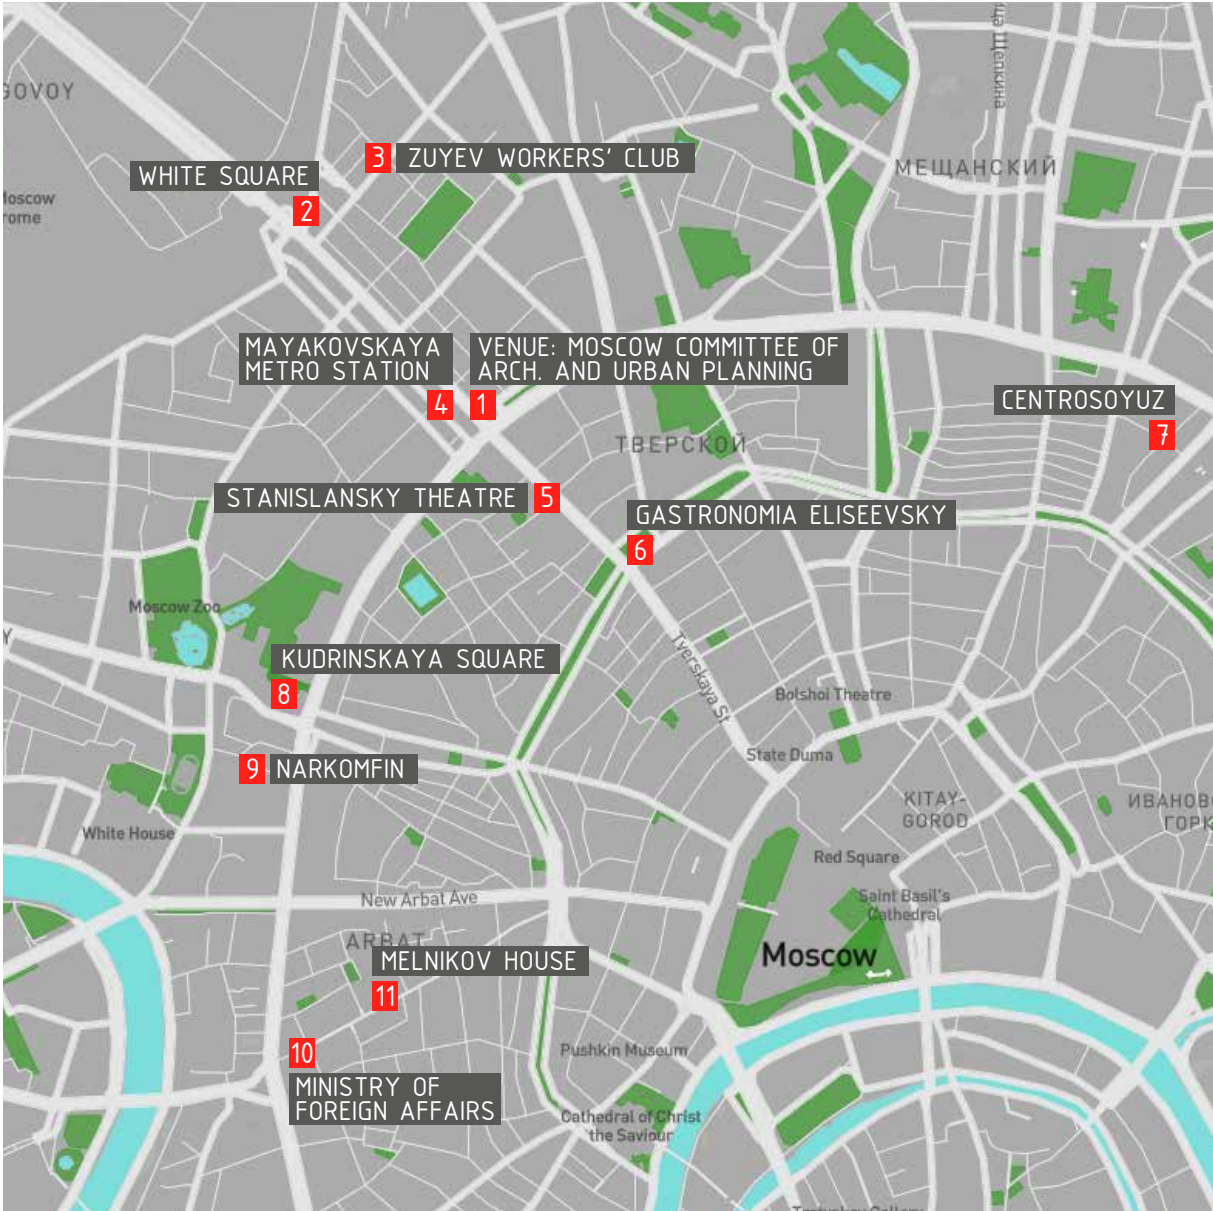 ца Щепкина
GOVOY
3 ZUYEV WORKERS' CLUB
МЕЩАНСКИЙ
WHITE SQUARE
2
Moscow
rome
MAYAKOVSKAYA
METRO STATION
4
VENUE: MOSCOW COMMITTEE OF
ARCH. AND URBAN PLANNING
1
CENTROSOYUZ
7
ТВЕРСКОЙ
STANISLANSKY THEATRE 5
GASTRONOMIA ELISEEVSKY
6
Moscow Zoo
Y
KUDRINSKAYA SQUARE
8
Tverskaya St
Bolshoi Theatre
State Duma
9 NARKOMFIN
KITAY-
GOROD
ИВАНОВ
ГОРК
White House
Red Square
New Arbat Ave
Saint Basil's
Cathedral
ARBAT
MELNIKOV HOUSE
11
Moscow
10
MINISTRY OF
FOREIGN AFFAIRS
Pushkin Museum
Cathedral of Christ
the Saviour